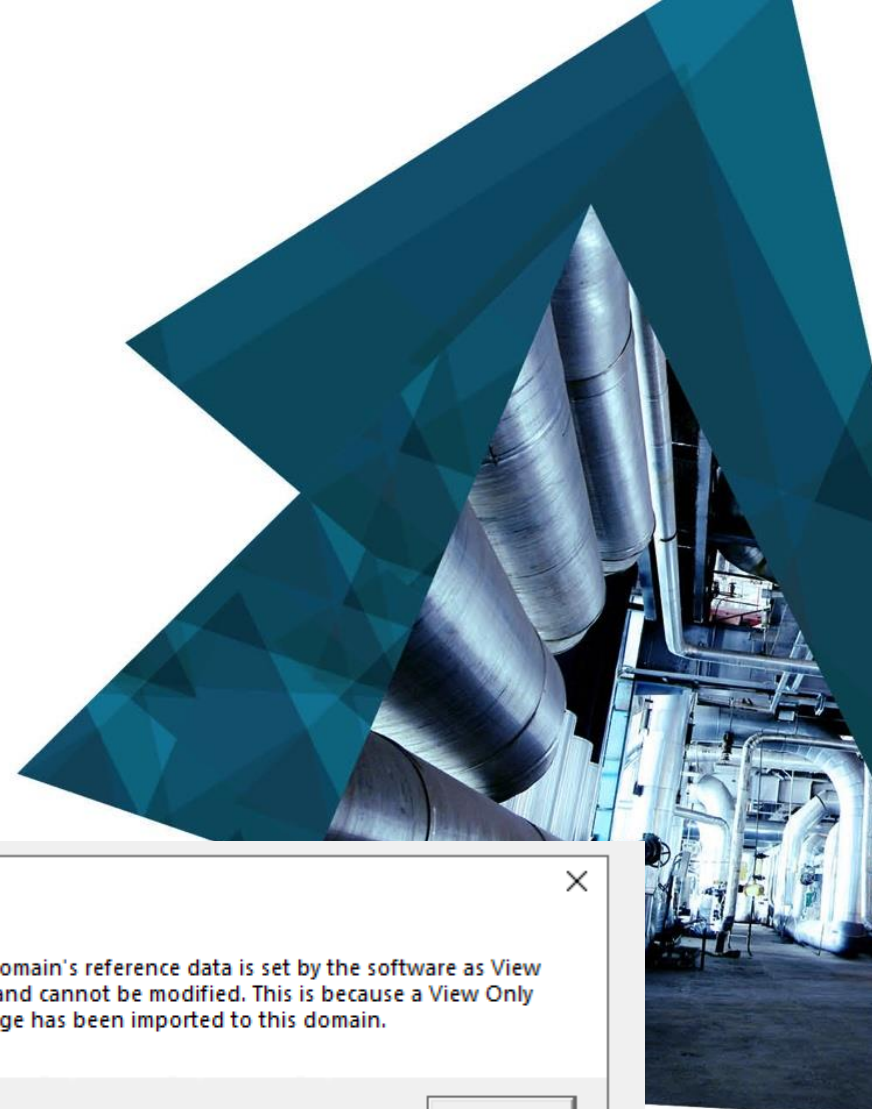 omain's reference data is set by the software as View
and cannot be modified. This is because a View Only
ge has been imported to this domain.